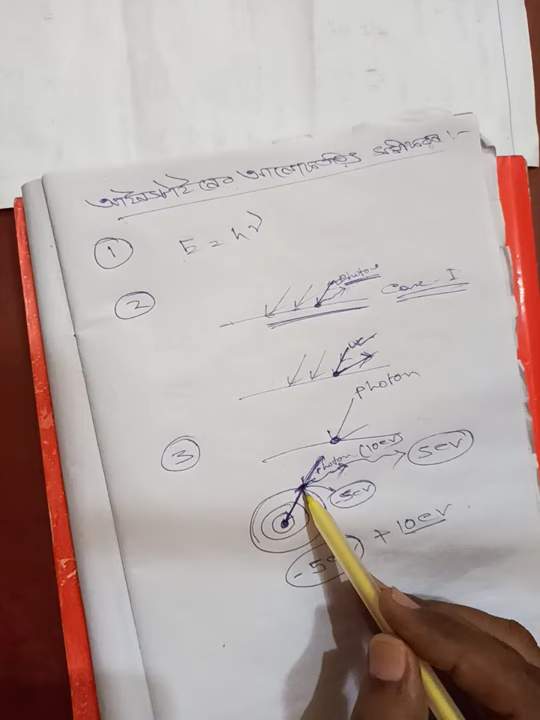 আইনস্টাইনের আলোকতড়িৎ সমীকরণ :-
① E = hν
②
photon
Case-I
photon
③
Photon (10ev)
5ev
-5ev
-5ev + 10ev